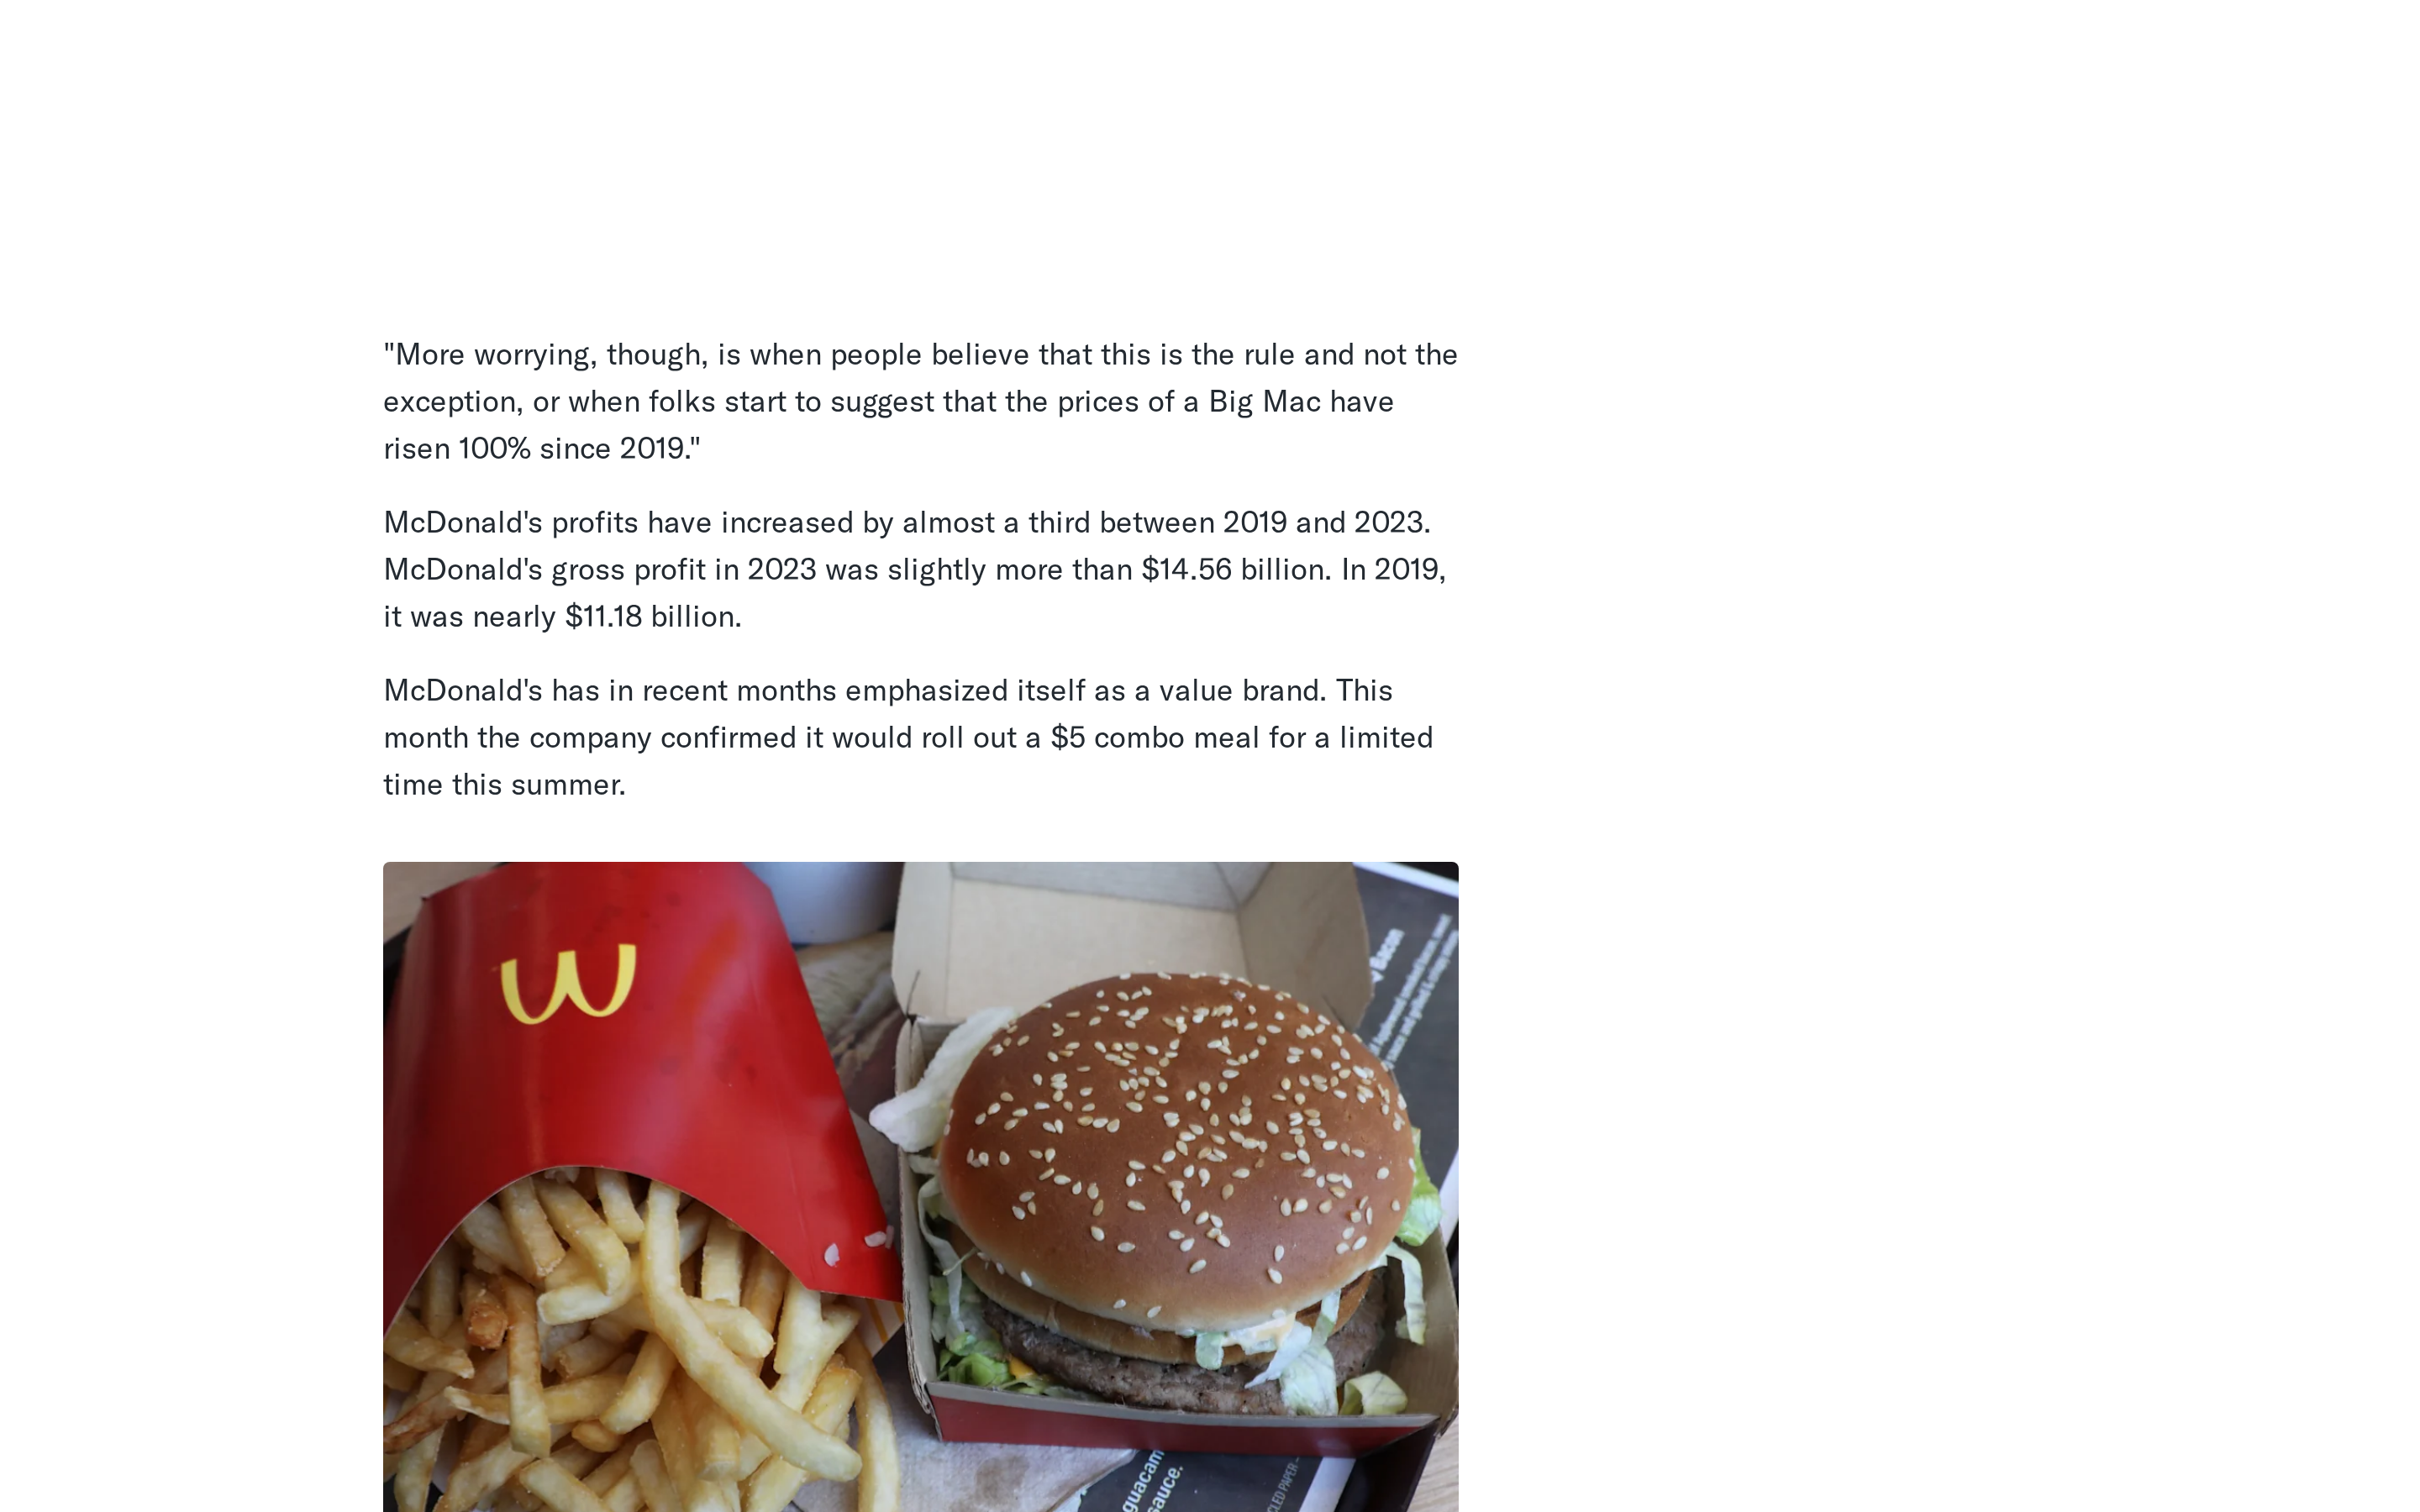 "More worrying, though, is when people believe that this is the rule and not the
exception, or when folks start to suggest that the prices of a Big Mac have
risen 100% since 2019."
McDonald's profits have increased by almost a third between 2019 and 2023.
McDonald's gross profit in 2023 was slightly more than $14.56 billion. In 2019,
it was nearly $11.18 billion.
McDonald's has in recent months emphasized itself as a value brand. This
month the company confirmed it would roll out a $5 combo meal for a limited
time this summer.
Bacon
sauce.